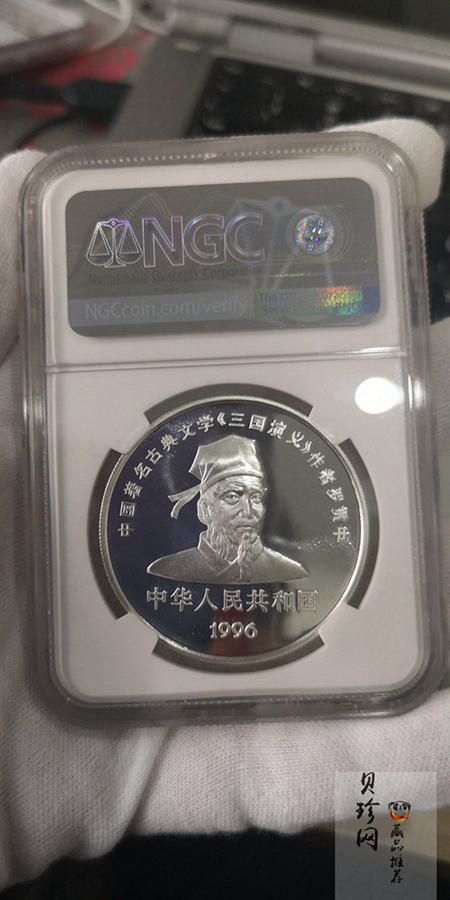 NGC
Numismatic Guaranty Corporation
NGCcoin.com/verify
中国著名古典文学《三国演义》作者罗贯中
中华人民共和国
1996
贝珍网
藏品推荐